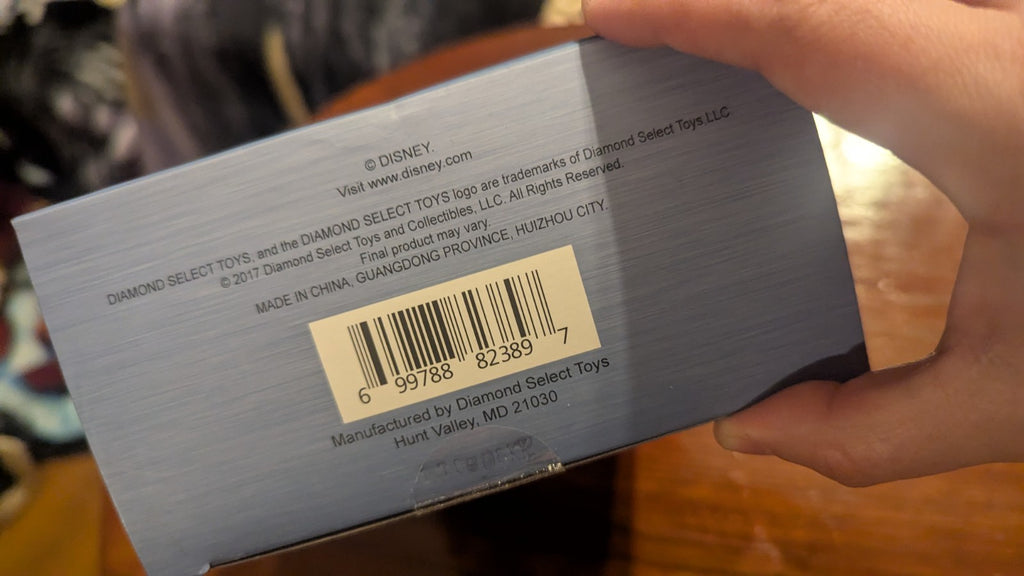 © DISNEY.
Visit www.disney.com
DIAMOND SELECT TOYS, and the DIAMOND SELECT TOYS logo are trademarks of Diamond Select Toys.LLC
© 2017 Diamond Select Toys and Collectibles, LLC. All Rights Reserved.
Final product may vary.
MADE IN CHINA, GUANGDONG PROVINCE, HUIZHOU CITY.
6 99788 82389 7
Manufactured by Diamond Select Toys
Hunt Valley, MD 21030